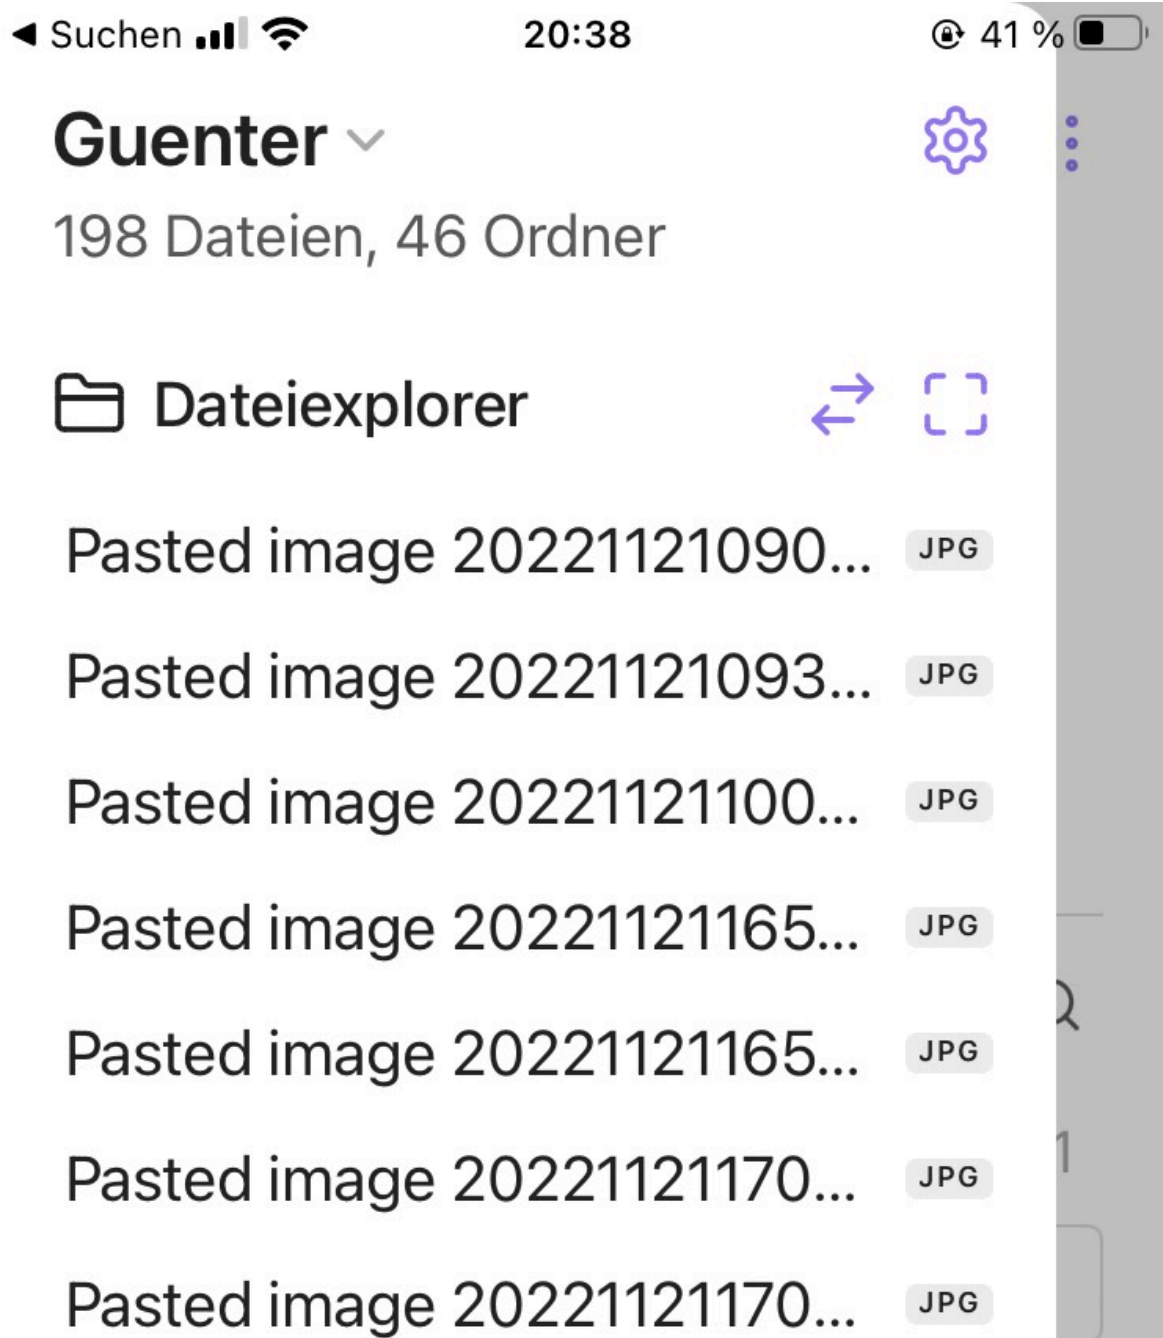 ◀ Suchen 20:38 41 %
Guenter
198 Dateien, 46 Ordner
Dateiexplorer
Pasted image 20221121090... JPG
Pasted image 20221121093... JPG
Pasted image 20221121100... JPG
Pasted image 20221121165... JPG
Pasted image 20221121165... JPG
1
Pasted image 20221121170... JPG
Pasted image 20221121170... JPG